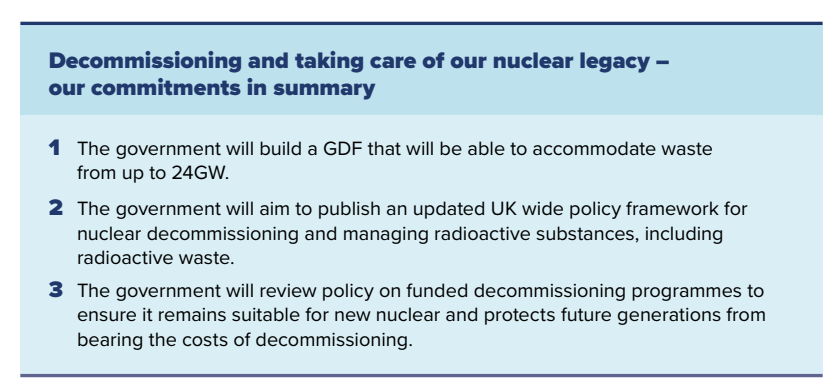 Decommissioning and taking care of our nuclear legacy –
our commitments in summary
1 The government will build a GDF that will be able to accommodate waste
from up to 24GW.
2 The government will aim to publish an updated UK wide policy framework for
nuclear decommissioning and managing radioactive substances, including
radioactive waste.
3 The government will review policy on funded decommissioning programmes to
ensure it remains suitable for new nuclear and protects future generations from
bearing the costs of decommissioning.